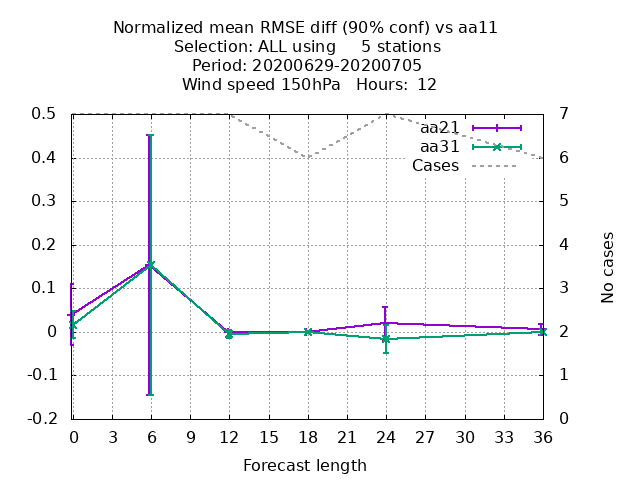 Normalized mean RMSE diff (90% conf) vs aa11
Selection: ALL using     5 stations
Period: 20200629-20200705
Wind speed 150hPa   Hours:  12
0.5
0.4
0.3
0.2
0.1
0
-0.1
-0.2
aa21
aa31
Cases
7
6
5
4
3
2
1
0
No cases
0 3 6 9 12 15 18 21 24 27 30 33 36
Forecast length